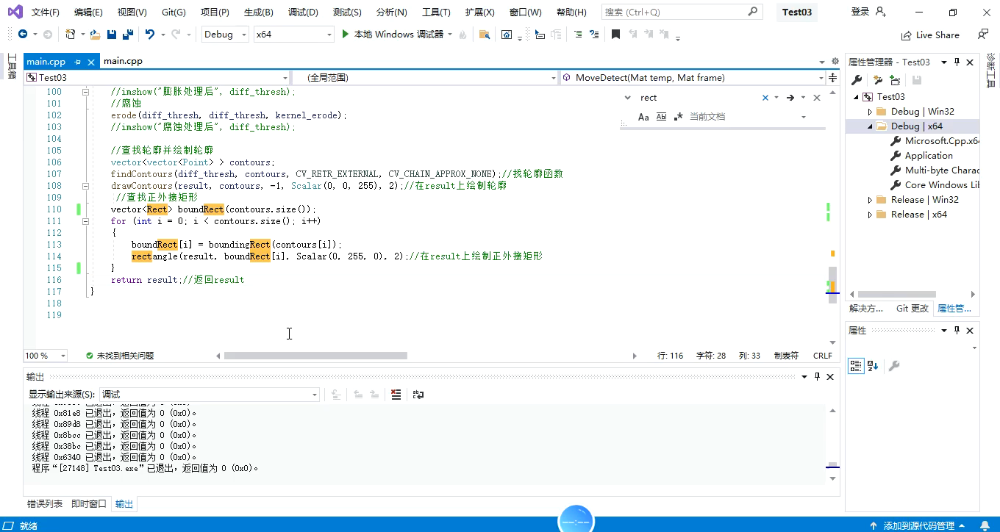 文件(F) 编辑(E) 视图(V) Git(G) 项目(P) 生成(B) 调试(D) 测试(S) 分析(N) 工具(T) 扩展(X) 窗口(W) 帮助(H) 搜索 (Ctrl+Q) Test03 登录
Debug x64 本地 Windows 调试器 Live Share
工具箱
main.cpp main.cpp
Test03 (全局范围) MoveDetect(Mat temp, Mat frame)
rect
Aa Ab 当前文档
100 //imshow("膨胀处理后", diff_thresh);
101 //腐蚀
102 erode(diff_thresh, diff_thresh, kernel_erode);
103 //imshow("腐蚀处理后", diff_thresh);
104
105 //查找轮廓并绘制轮廓
106 vector<vector<Point> > contours;
107 findContours(diff_thresh, contours, CV_RETR_EXTERNAL, CV_CHAIN_APPROX_NONE);//找轮廓函数
108 drawContours(result, contours, -1, Scalar(0, 0, 255), 2);//在result上绘制轮廓
109 //查找正外接矩形
110 vector<Rect> boundRect(contours.size());
111 for (int i = 0; i < contours.size(); i++)
112 {
113 boundRect[i] = boundingRect(contours[i]);
114 rectangle(result, boundRect[i], Scalar(0, 255, 0), 2);//在result上绘制正外接矩形
115 }
116 return result;//返回result
117 }
118
119
100 % 未找到相关问题 行: 116 字符: 28 列: 33 制表符 CRLF
输出
显示输出来源(S): 调试
线程 0x81e8 已退出，返回值为 0 (0x0)。
线程 0x89d8 已退出，返回值为 0 (0x0)。
线程 0x8bcc 已退出，返回值为 0 (0x0)。
线程 0x38bc 已退出，返回值为 0 (0x0)。
线程 0x6340 已退出，返回值为 0 (0x0)。
程序“[27148] Test03.exe”已退出，返回值为 0 (0x0)。
错误列表 即时窗口 输出
属性管理器 - Test03
Test03
Debug | Win32
Debug | x64
Microsoft.Cpp.x64
Application
Multi-byte Charac
Core Windows Lib
Release | Win32
Release | x64
解决方... Git 更改 属性管...
属性
诊断工具
就绪 添加到源代码管理